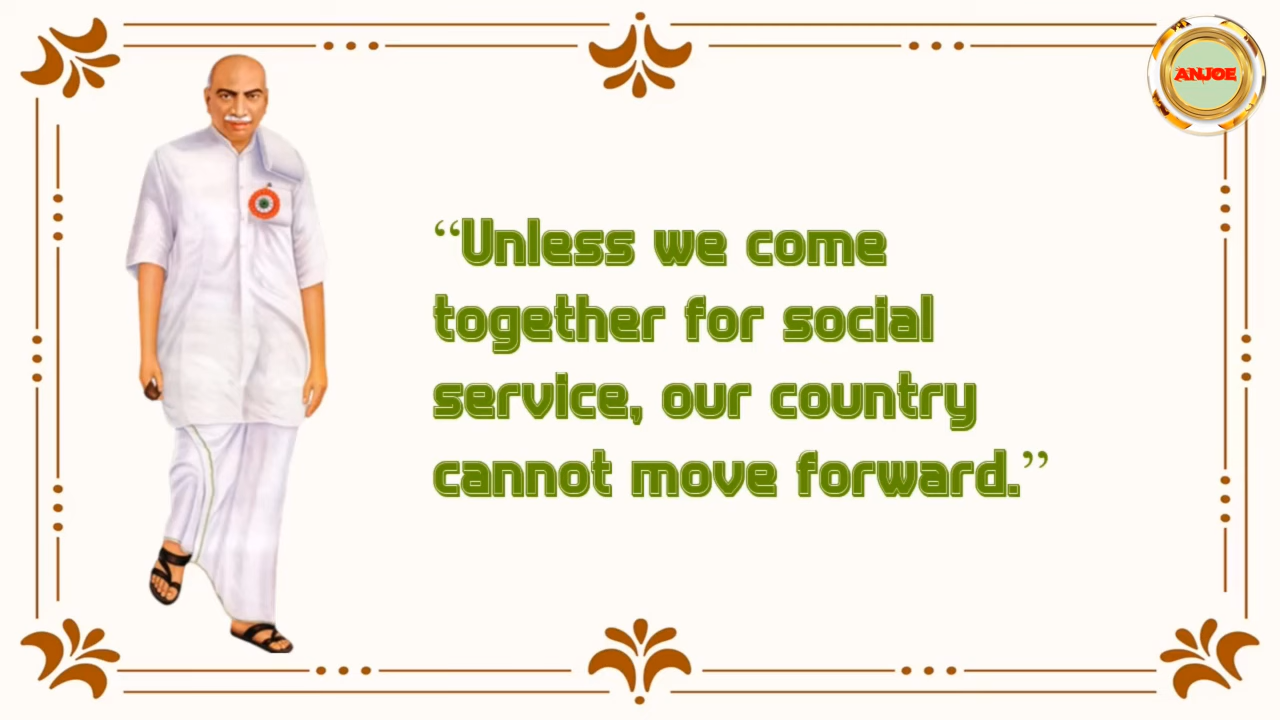 ANJOE
“Unless we come
together for social
service, our country
cannot move forward.”